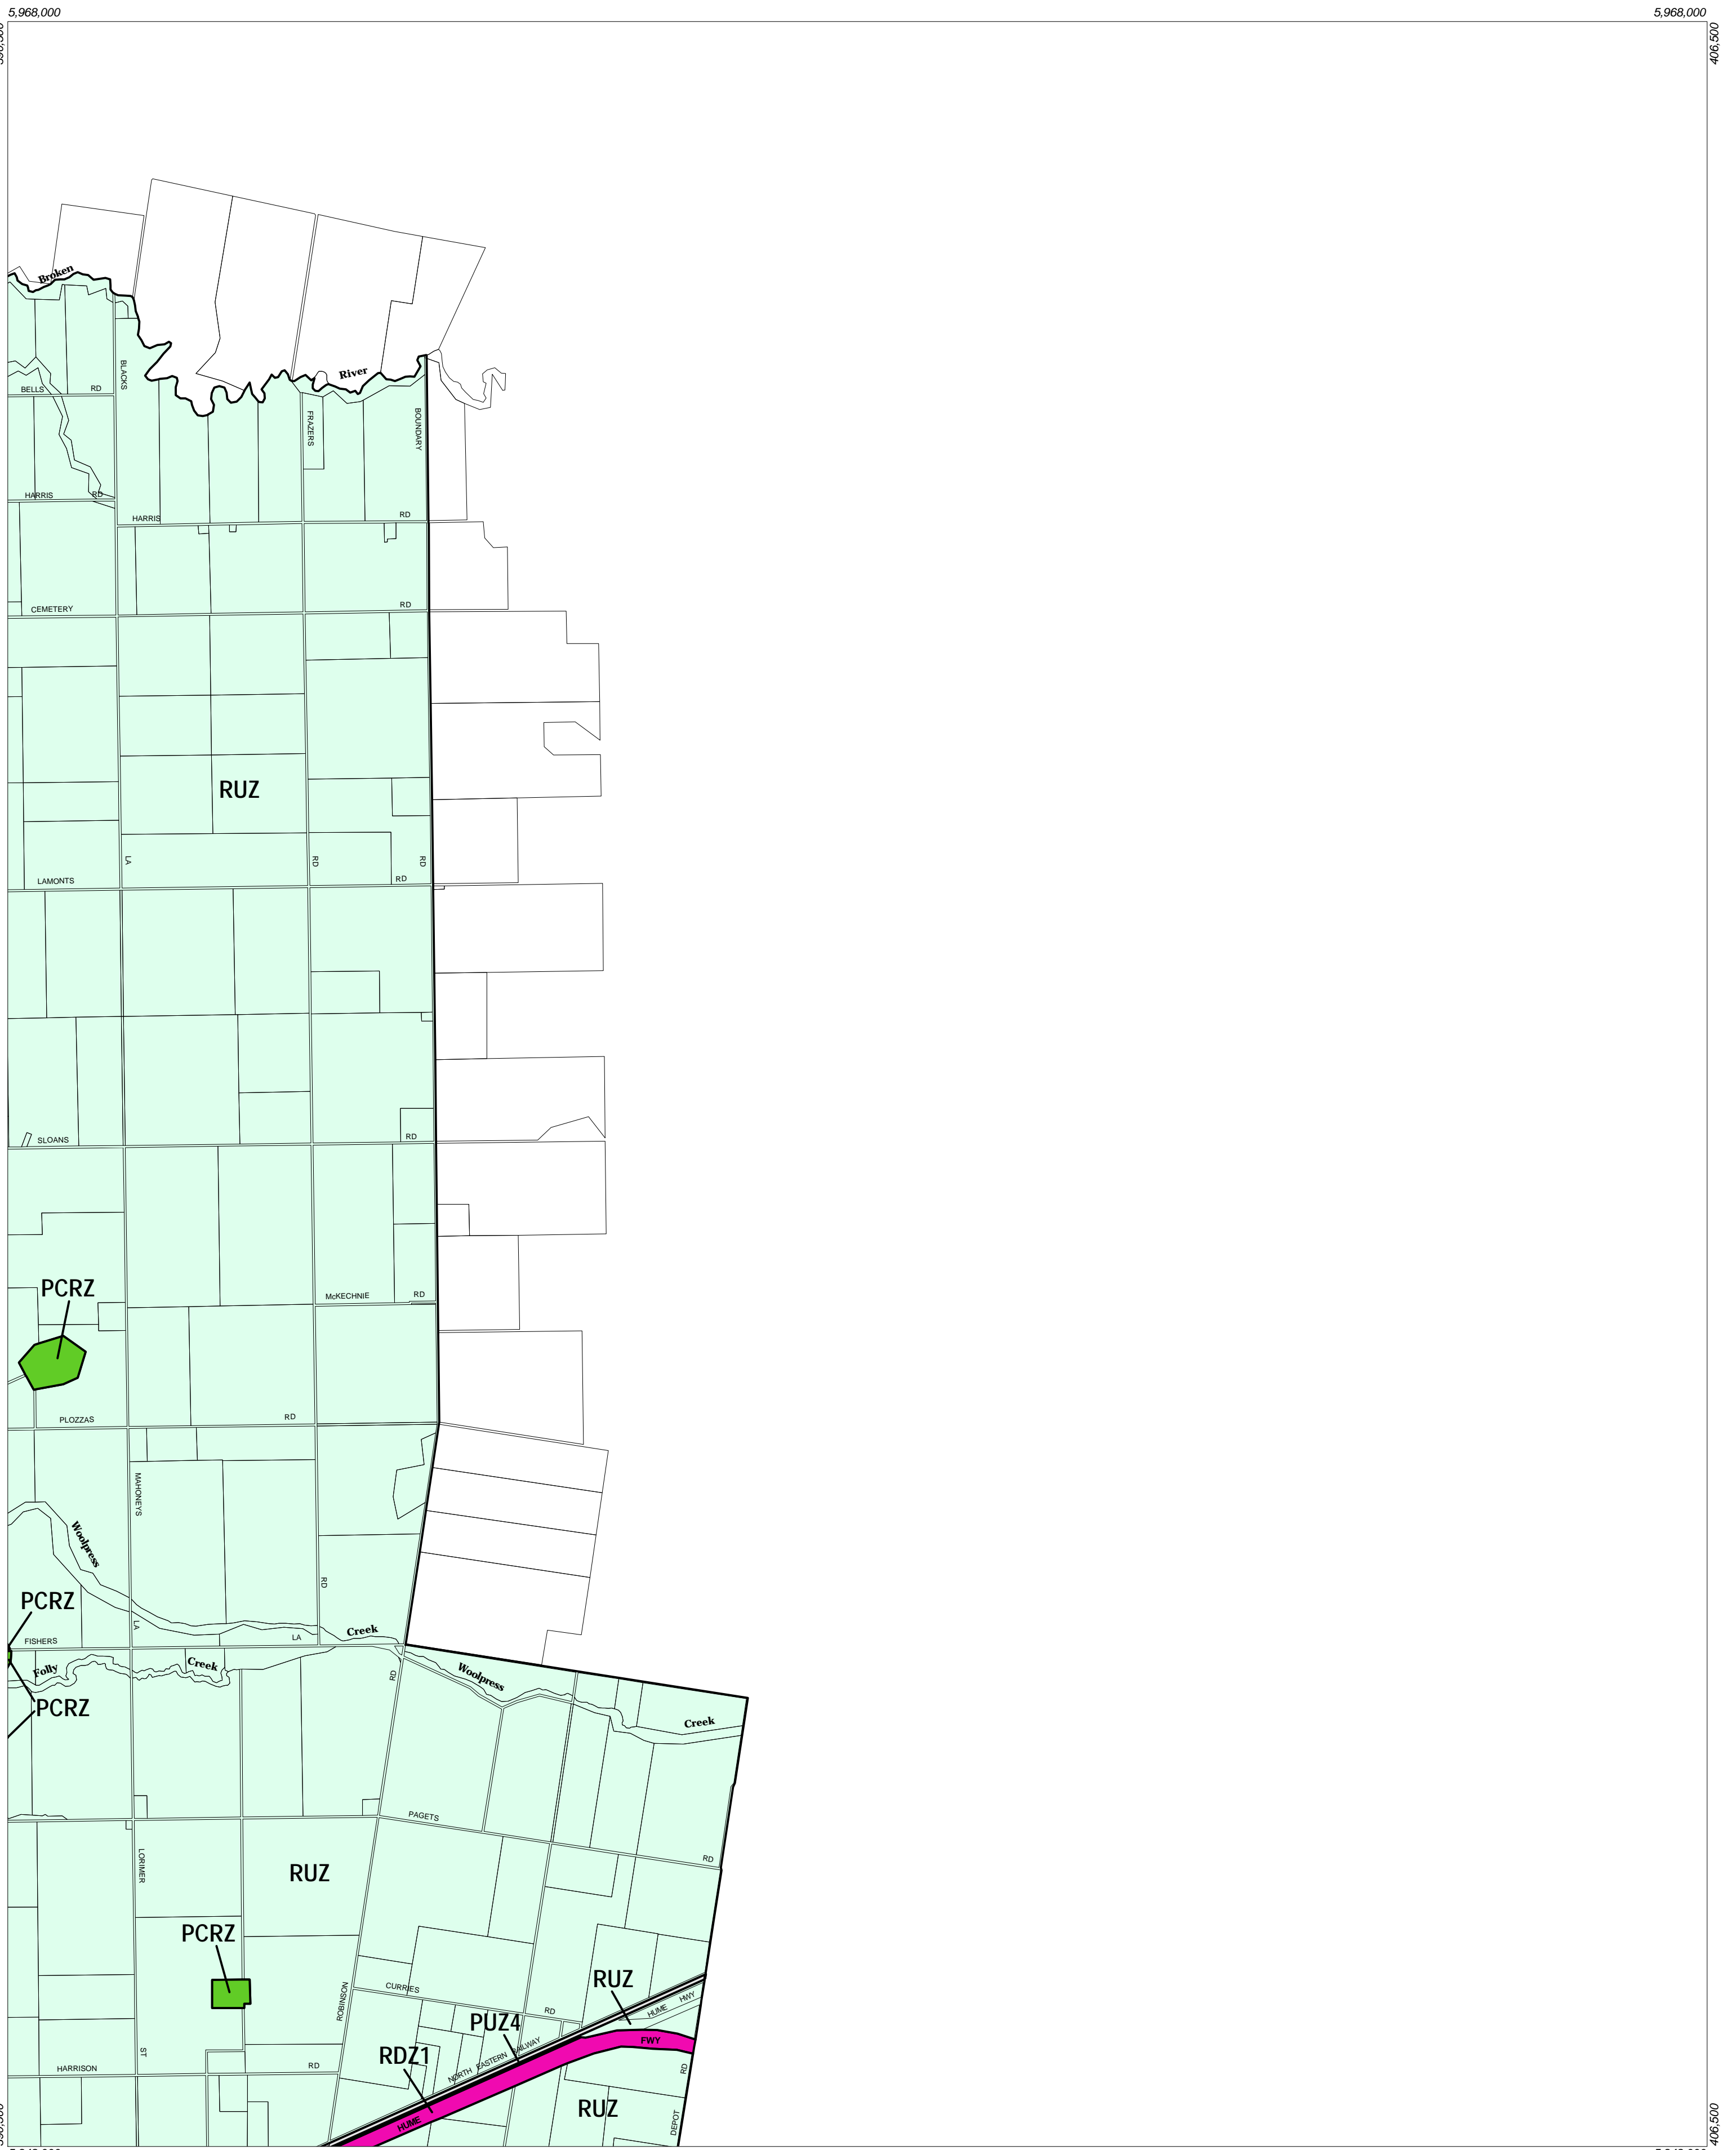 5,968,000
5,968,000
406,500
Broken
River
BLACKS
BELLS
RD
FRAZERS
BOUNDARY
HARRIS
RD
HARRIS
RD
CEMETERY
RD
RUZ
LA
RD
RD
LAMONTS
RD
SLOANS
RD
PCRZ
McKECHNIE
RD
PLOZZAS
RD
MAHONEYS
Woolpress
RD
PCRZ
LA
FISHERS
LA
Creek
Folly
Creek
RD
Woolpress
PCRZ
Creek
PAGETS
RD
LORIMER
RUZ
PCRZ
ROBINSON
CURRIES
RD
RUZ
HUME HWY
PUZ4
FWY
NORTH EASTERN RAILWAY
RDZ1
ST
HARRISON
RD
RD
RUZ
HUME
DEPOT
406,500